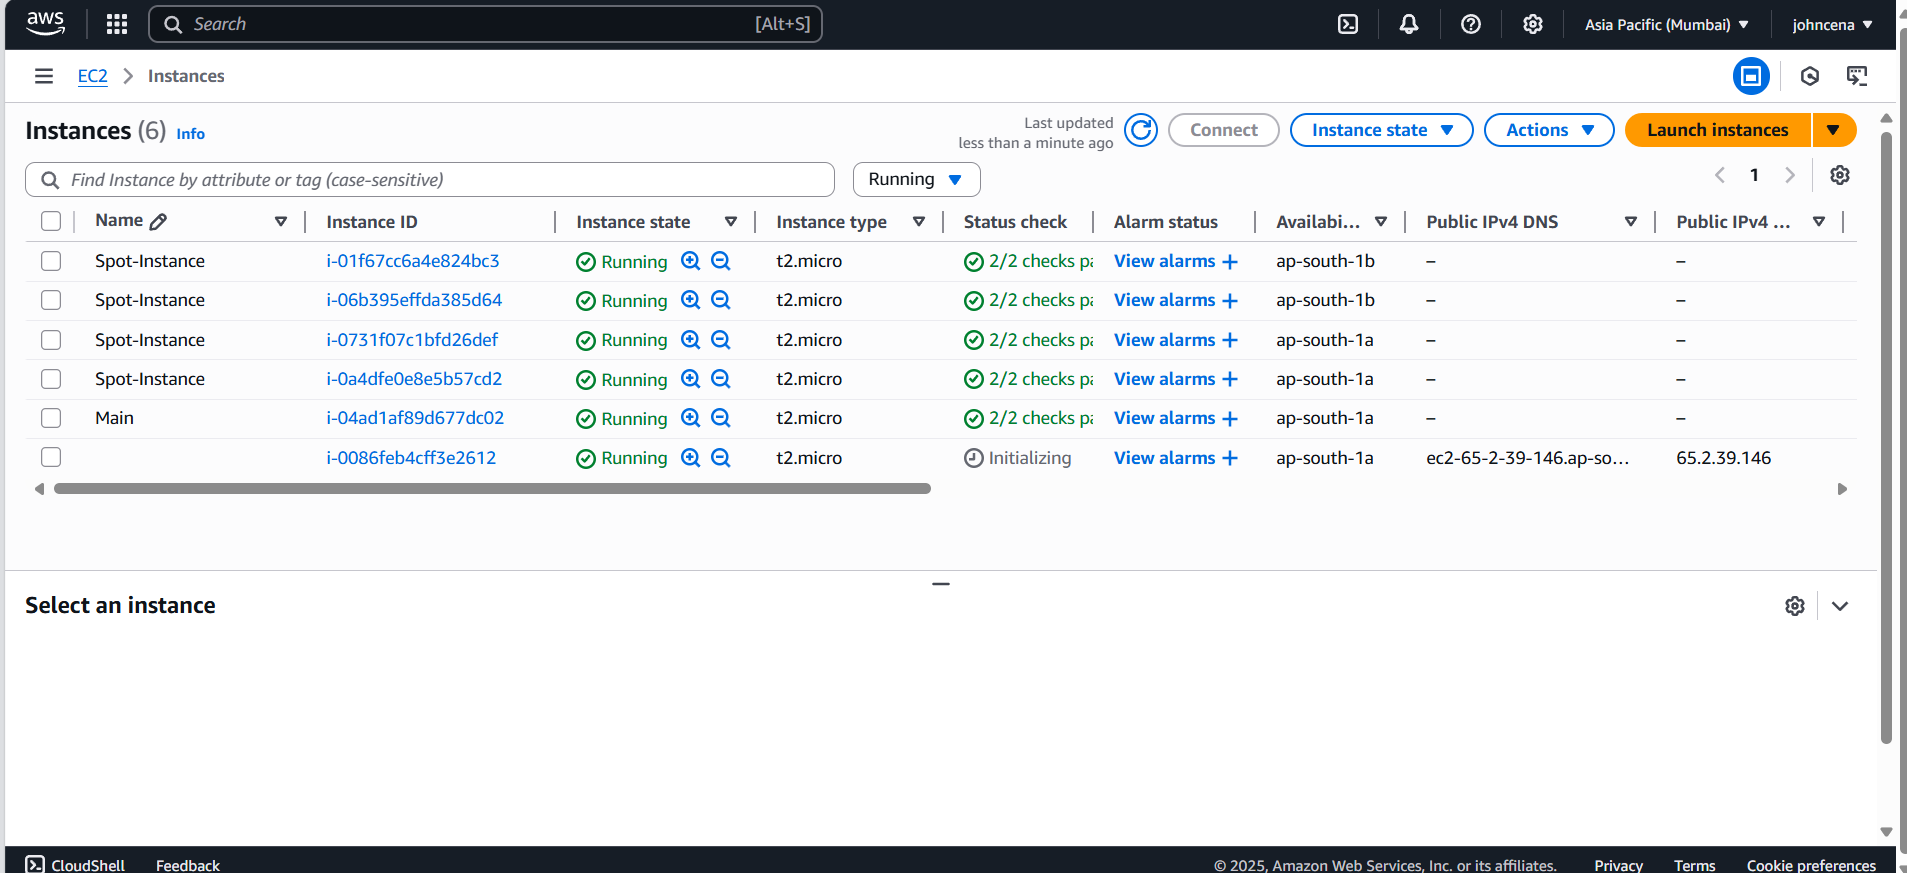 aws Search [Alt+S] Asia Pacific (Mumbai) johncena
EC2 Instances
Instances (6) Info
Last updated
less than a minute ago
Connect Instance state Actions Launch instances
Find Instance by attribute or tag (case-sensitive) Running 1
Name Instance ID Instance state Instance type Status check Alarm status Availabi... Public IPv4 DNS Public IPv4 ...
Spot-Instance i-01f67cc6a4e824bc3 Running t2.micro 2/2 checks pa View alarms + ap-south-1b – –
Spot-Instance i-06b395effda385d64 Running t2.micro 2/2 checks pa View alarms + ap-south-1b – –
Spot-Instance i-0731f07c1bfd26def Running t2.micro 2/2 checks pa View alarms + ap-south-1a – –
Spot-Instance i-0a4dfe0e8e5b57cd2 Running t2.micro 2/2 checks pa View alarms + ap-south-1a – –
Main i-04ad1af89d677dc02 Running t2.micro 2/2 checks pa View alarms + ap-south-1a – –
i-0086feb4cff3e2612 Running t2.micro Initializing View alarms + ap-south-1a ec2-65-2-39-146.ap-so... 65.2.39.146
Select an instance
CloudShell Feedback © 2025, Amazon Web Services, Inc. or its affiliates. Privacy Terms Cookie preferences